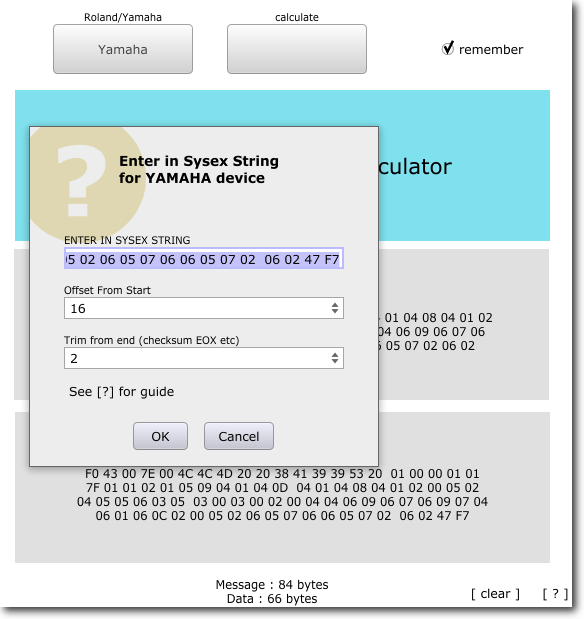 Roland/Yamaha calculate
Yamaha
remember
culator
?
Enter in Sysex String
for YAMAHA device
ENTER IN SYSEX STRING
02 06 05 07 06 06 05 07 02  06 02 47 F7
Offset From Start
16
01 04 08 04 01 02
04 06 09 06 07 06
05 07 02 06 02
Trim from end (checksum EOX etc)
2
See [?] for guide
OK Cancel
F0 43 00 7E 00 4C 4C 4D 20 20 38 41 39 39 53 20  01 00 00 01 01
7F 01 01 02 01 05 09 04 01 04 0D  04 01 04 08 04 01 02 00 05 02
04 05 05 06 03 05  03 00 03 00 02 00 04 04 06 09 06 07 06 09 07 04
06 01 06 0C 02 00 05 02 06 05 07 06 06 05 07 02  06 02 47 F7
Message : 84 bytes
Data : 66 bytes
[ clear ] [ ? ]